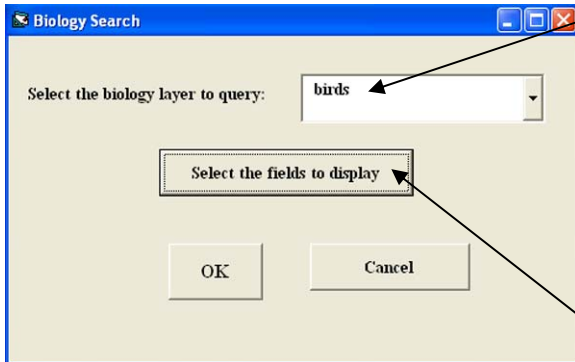 Biology Search
Select the biology layer to query: birds
Select the fields to display
OK Cancel